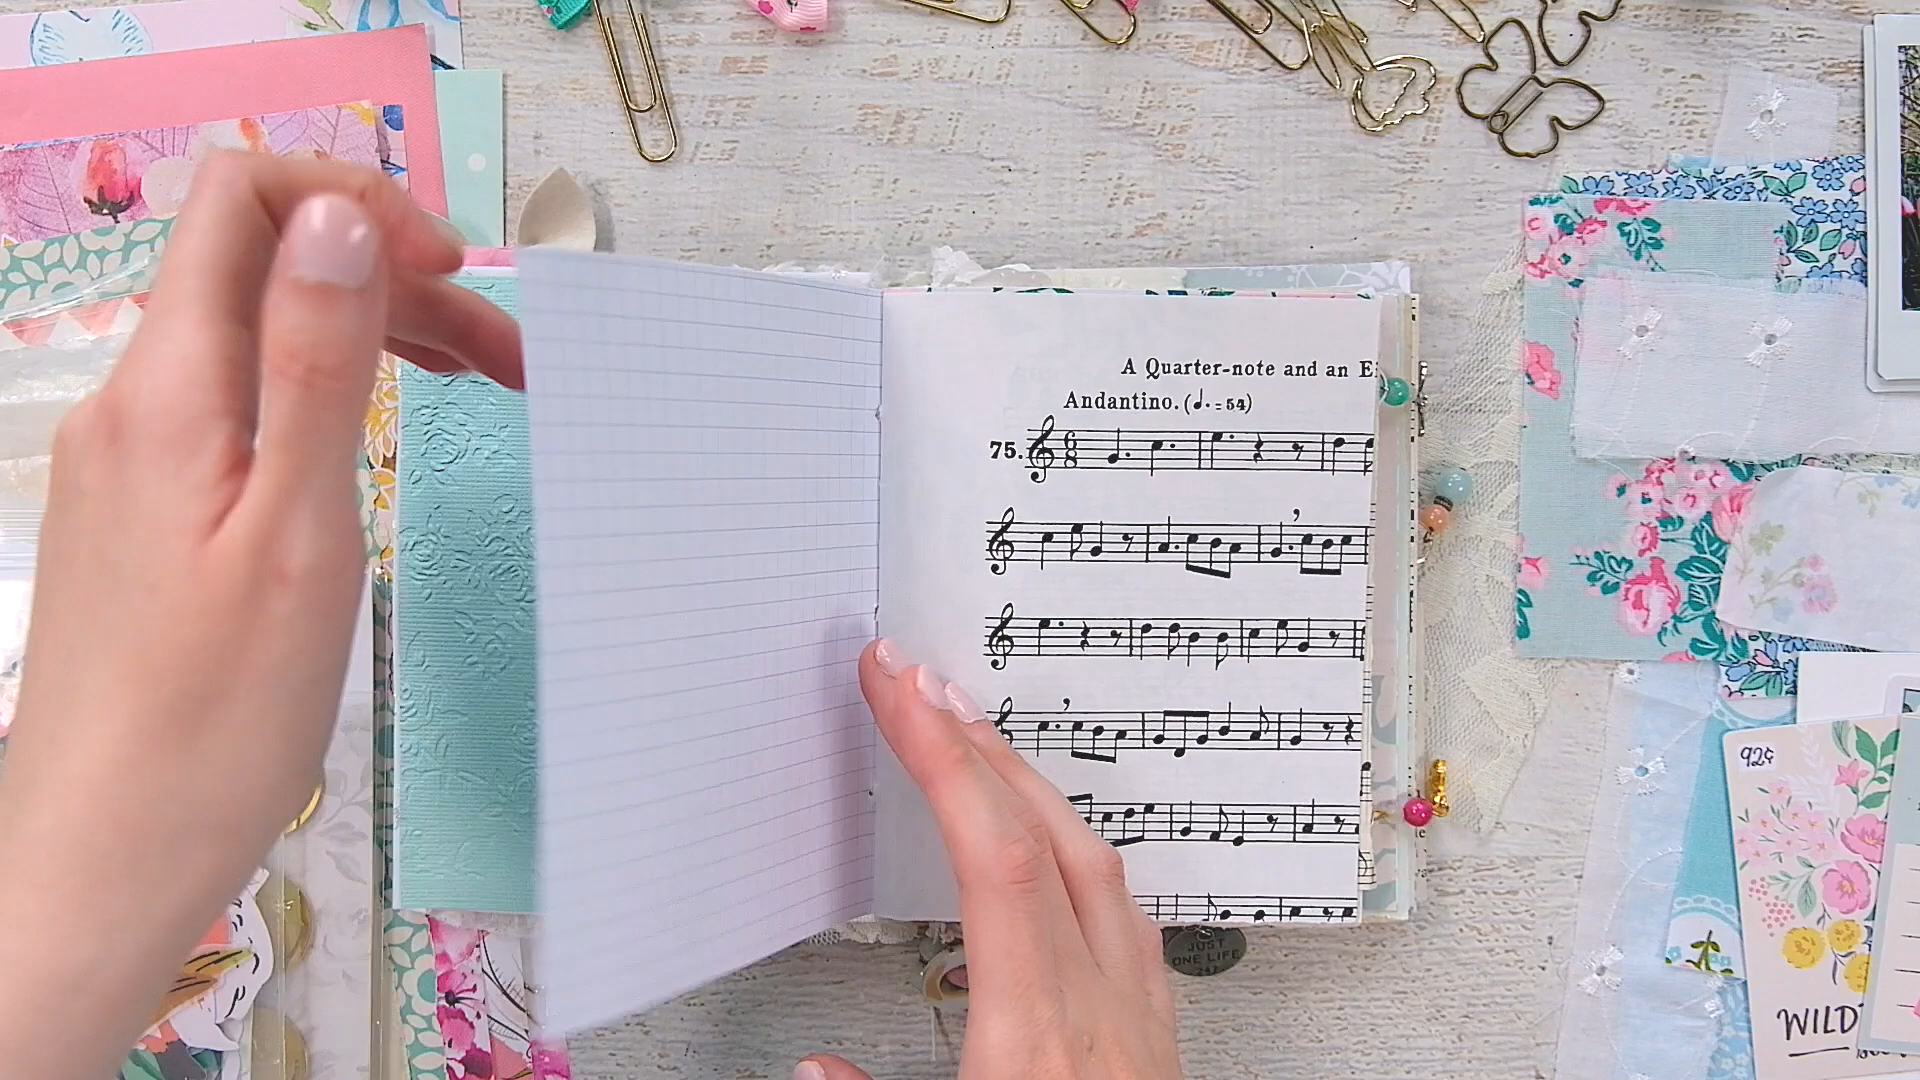 A Quarter-note and an
Andantino. (♩. = 54)
75.
JUST
ONE LIFE
92¢
WILD